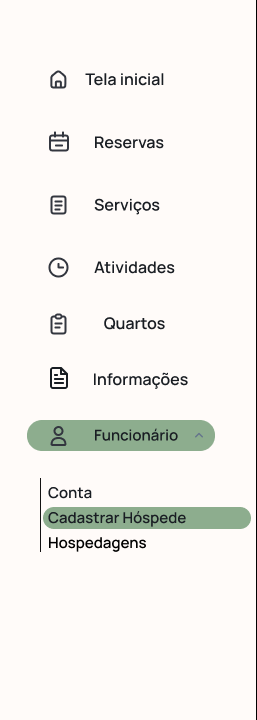 Tela inicial
Reservas
Serviços
Atividades
Quartos
Informações
Funcionário
Conta
Cadastrar Hóspede
Hospedagens